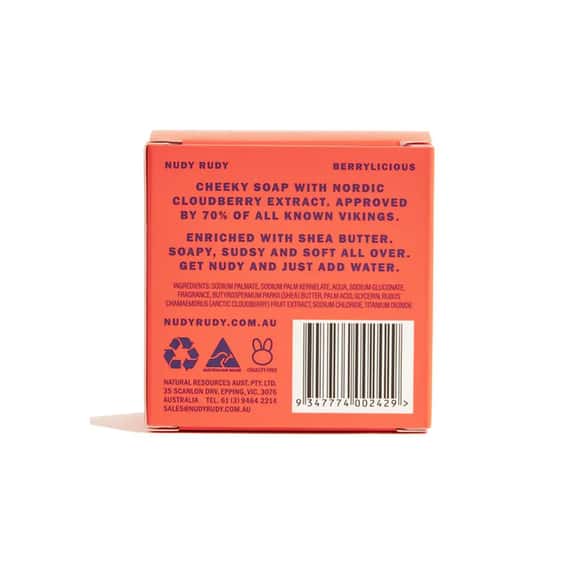 NUDY RUDY BERRYLICIOUS
CHEEKY SOAP WITH NORDIC
CLOUDBERRY EXTRACT. APPROVED
BY 70% OF ALL KNOWN VIKINGS.
ENRICHED WITH SHEA BUTTER.
SOAPY, SUDSY AND SOFT ALL OVER.
GET NUDY AND JUST ADD WATER.
INGREDIENTS: SODIUM PALMATE, SODIUM PALM KERNELATE, AQUA, SODIUM GLUCONATE,
FRAGRANCE, BUTYROSPERMUM PARKII (SHEA) BUTTER, PALM ACID, GLYCERIN, RUBUS
CHAMAEMORUS (ARCTIC CLOUDBERRY) FRUIT EXTRACT, SODIUM CHLORIDE, TITANIUM DIOXIDE
NUDYRUDY.COM.AU
AUSTRALIAN MADE CRUELTY FREE
NATURAL RESOURCES AUST. PTY. LTD.
35 SCANLON DRV, EPPING, VIC, 3076
AUSTRALIA TEL. 61 (3) 9464 2214
SALES@NUDYRUDY.COM.AU
9 347774 002429 >